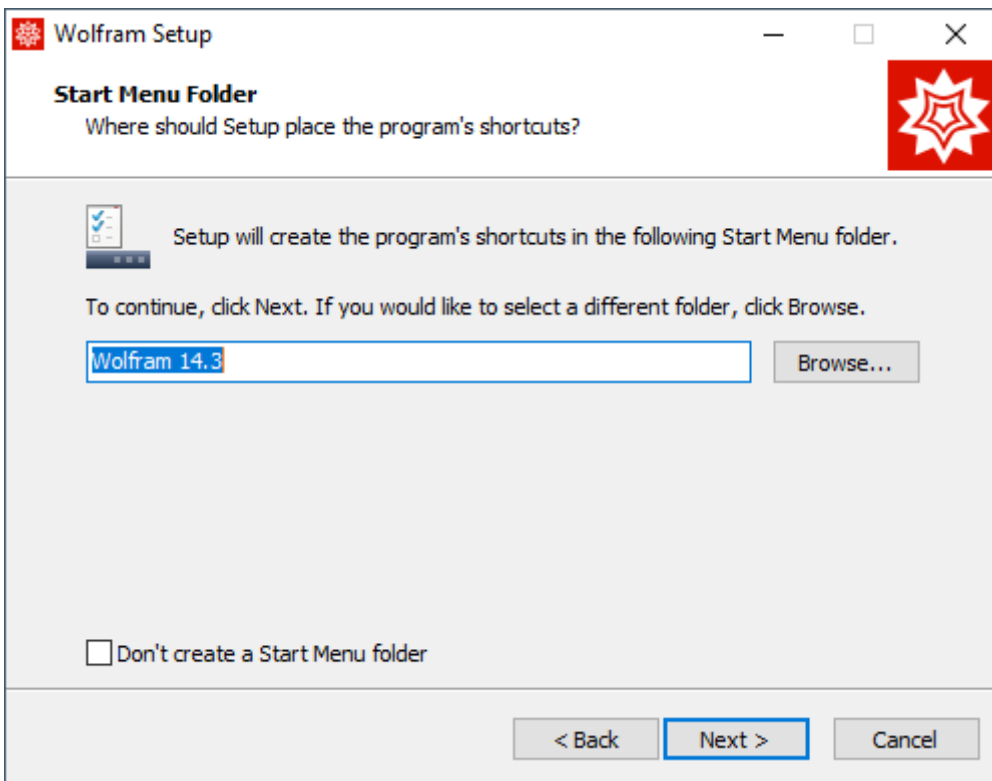 Wolfram Setup
Start Menu Folder
Where should Setup place the program's shortcuts?
Setup will create the program's shortcuts in the following Start Menu folder.
To continue, click Next. If you would like to select a different folder, click Browse.
Wolfram 14.3
Browse...
Don't create a Start Menu folder
< Back
Next >
Cancel